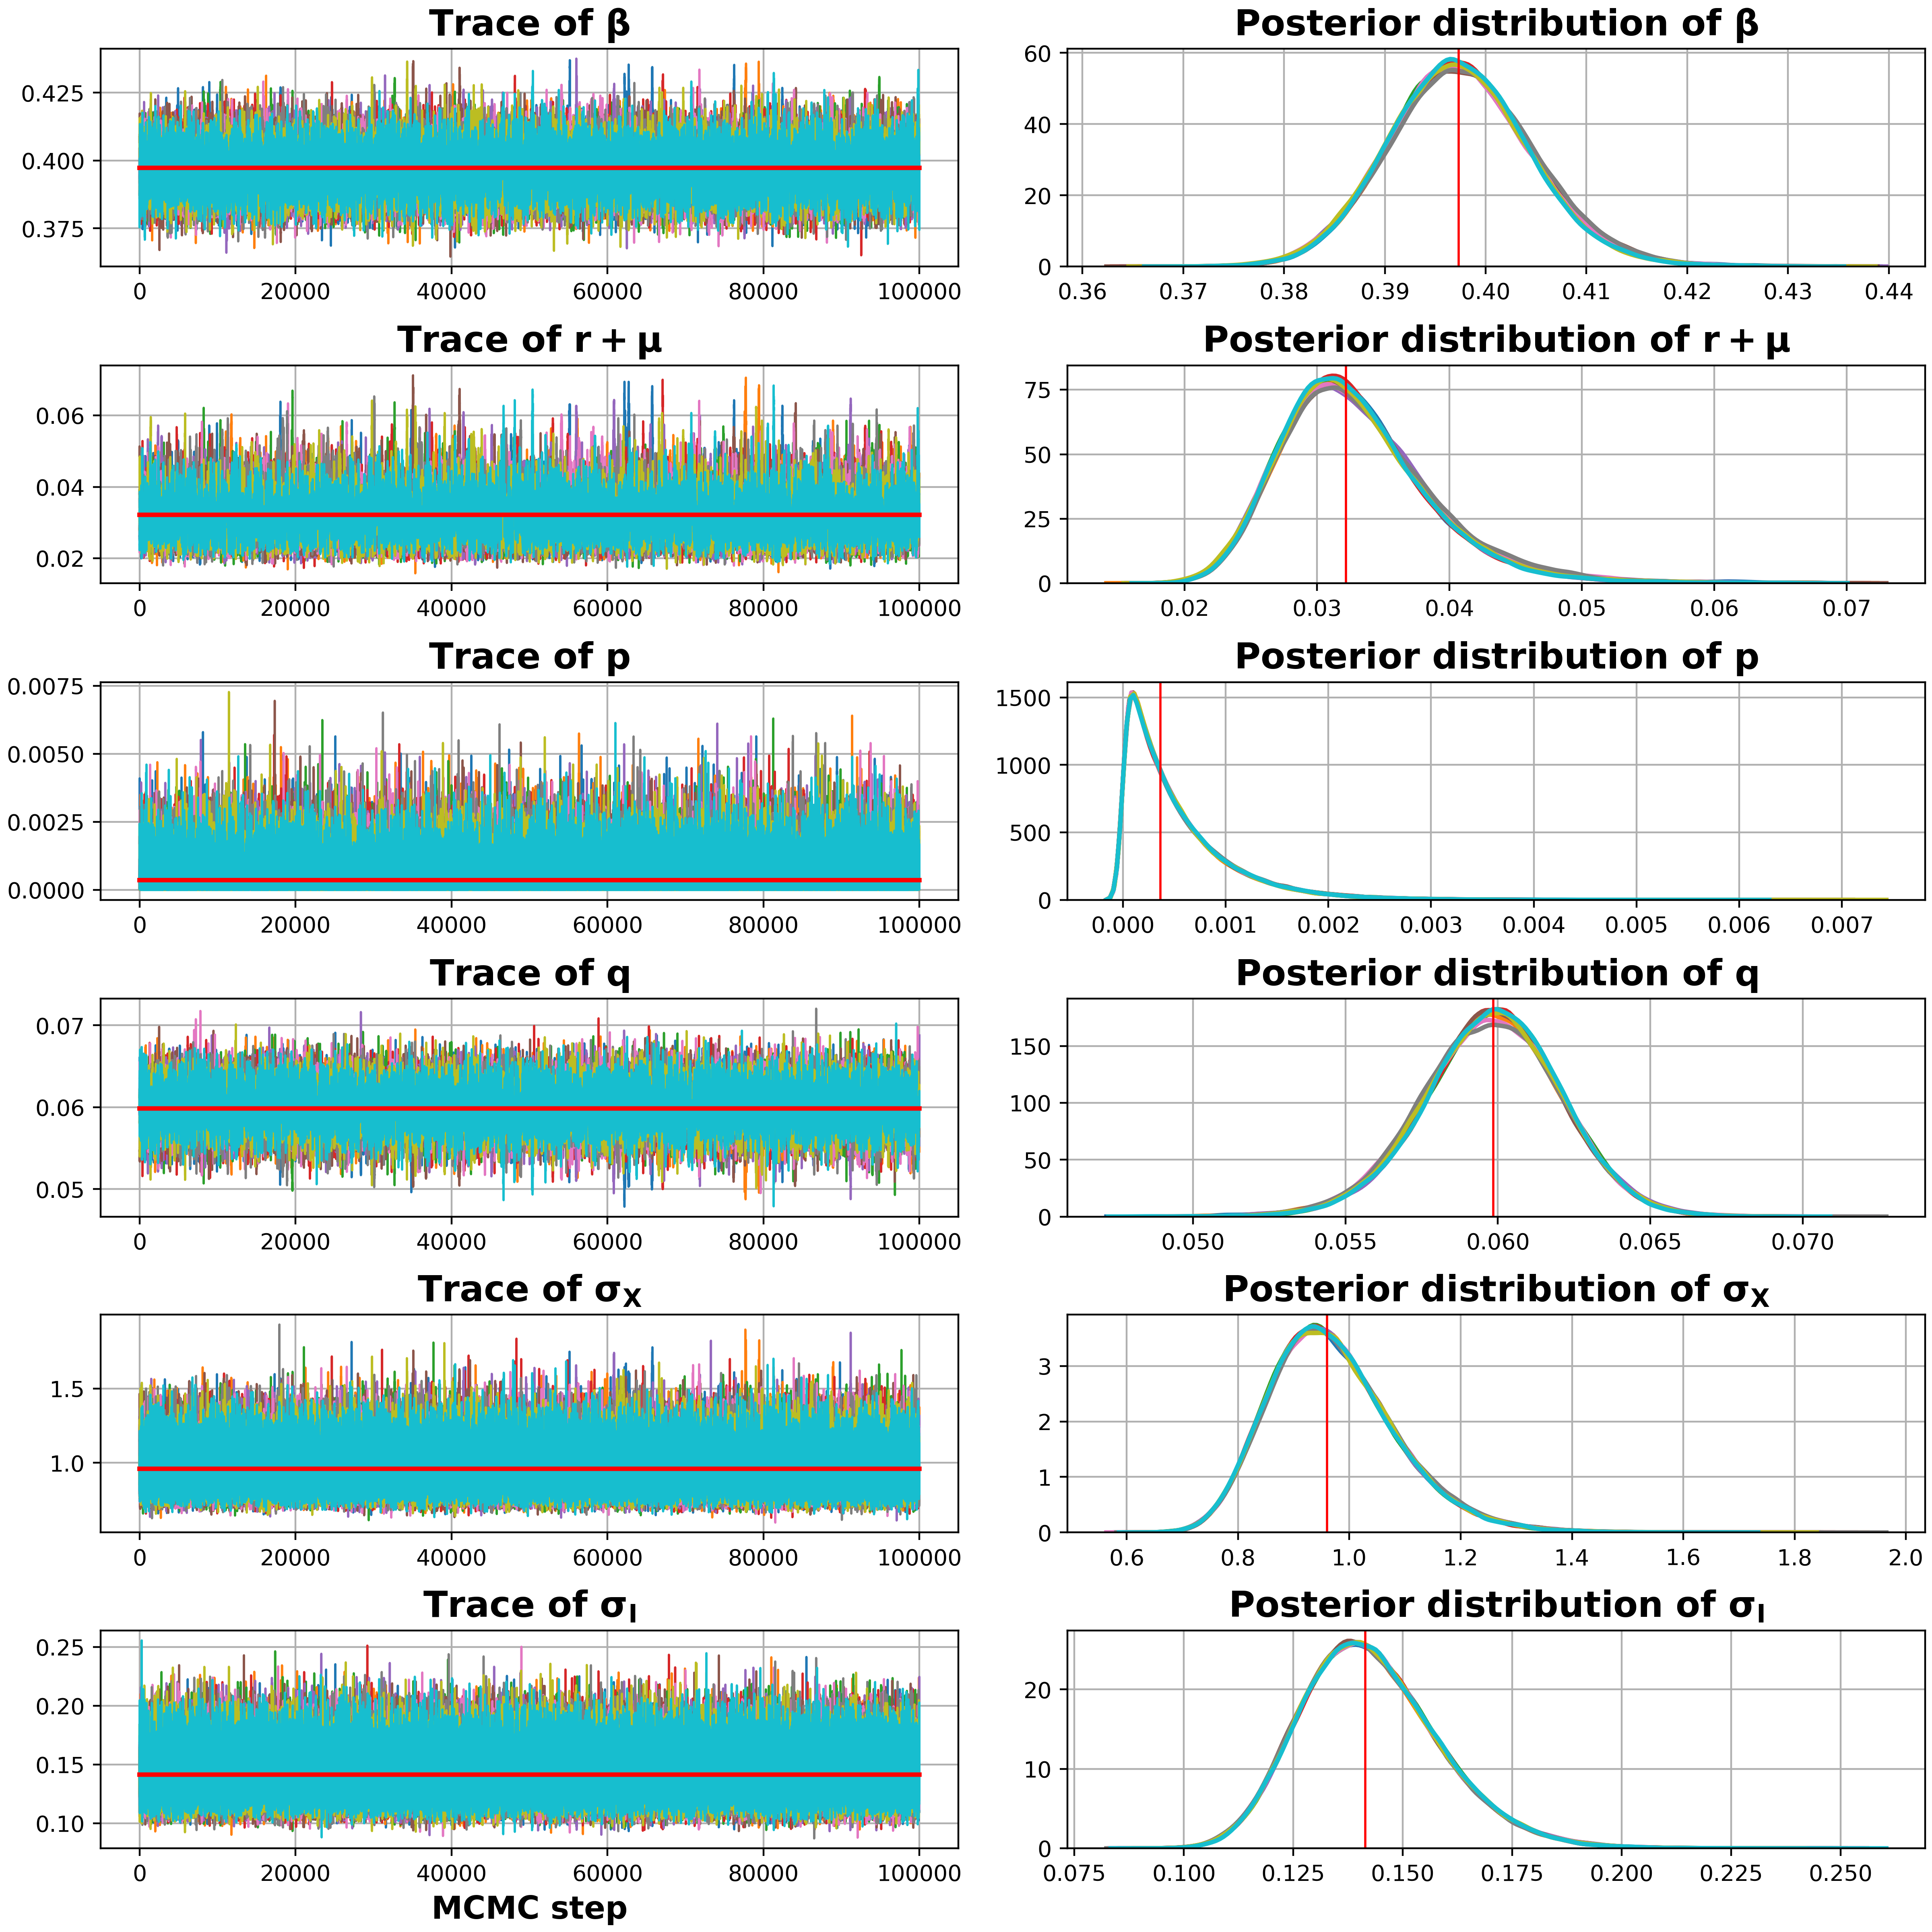 Trace of β
Posterior distribution of β
0.425
0.400
0.375
0 20000 40000 60000 80000 100000
60
40
20
0
0.36 0.37 0.38 0.39 0.40 0.41 0.42 0.43 0.44
Trace of r + μ
Posterior distribution of r + μ
0.06
0.04
0.02
0 20000 40000 60000 80000 100000
75
50
25
0
0.02 0.03 0.04 0.05 0.06 0.07
Trace of p
Posterior distribution of p
0.0075
0.0050
0.0025
0.0000
0 20000 40000 60000 80000 100000
1500
1000
500
0
0.000 0.001 0.002 0.003 0.004 0.005 0.006 0.007
Trace of q
Posterior distribution of q
0.07
0.06
0.05
0 20000 40000 60000 80000 100000
150
100
50
0
0.050 0.055 0.060 0.065 0.070
Trace of σX
Posterior distribution of σX
1.5
1.0
0 20000 40000 60000 80000 100000
3
2
1
0
0.6 0.8 1.0 1.2 1.4 1.6 1.8 2.0
Trace of σI
Posterior distribution of σI
0.25
0.20
0.15
0.10
0 20000 40000 60000 80000 100000
MCMC step
20
10
0
0.075 0.100 0.125 0.150 0.175 0.200 0.225 0.250